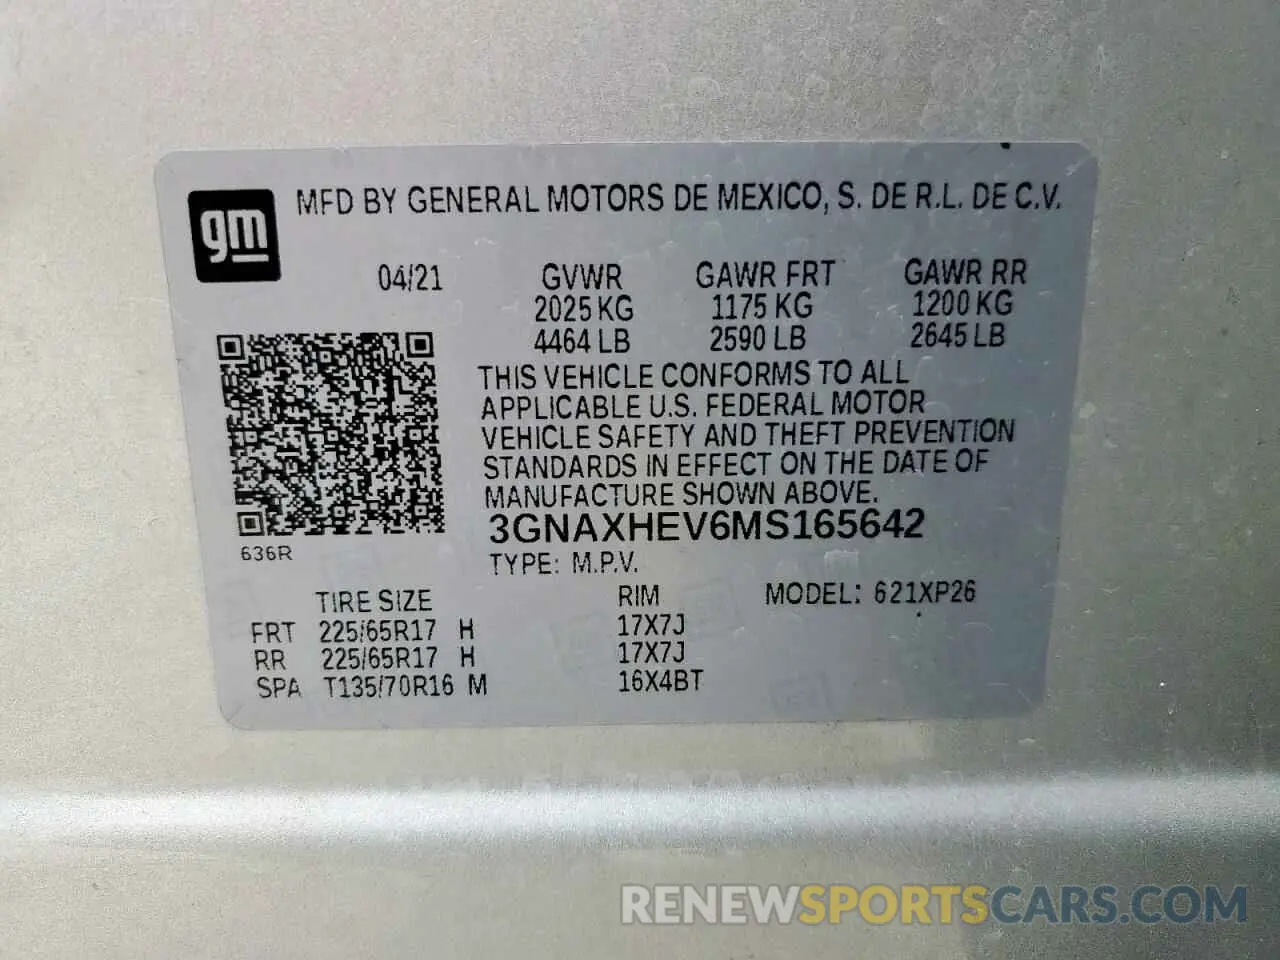 gm
MFD BY GENERAL MOTORS DE MEXICO, S. DE R.L. DE C.V.
04/21 GVWR GAWR FRT GAWR RR
2025 KG 1175 KG 1200 KG
4464 LB 2590 LB 2645 LB
THIS VEHICLE CONFORMS TO ALL
APPLICABLE U.S. FEDERAL MOTOR
VEHICLE SAFETY AND THEFT PREVENTION
STANDARDS IN EFFECT ON THE DATE OF
MANUFACTURE SHOWN ABOVE.
3GNAXHEV6MS165642
636R
TYPE: M.P.V.
TIRE SIZE RIM MODEL: 621XP26
FRT 225/65R17 H 17X7J
RR 225/65R17 H 17X7J
SPA T135/70R16 M 16X4BT
RENEWSPORTSCARS.COM